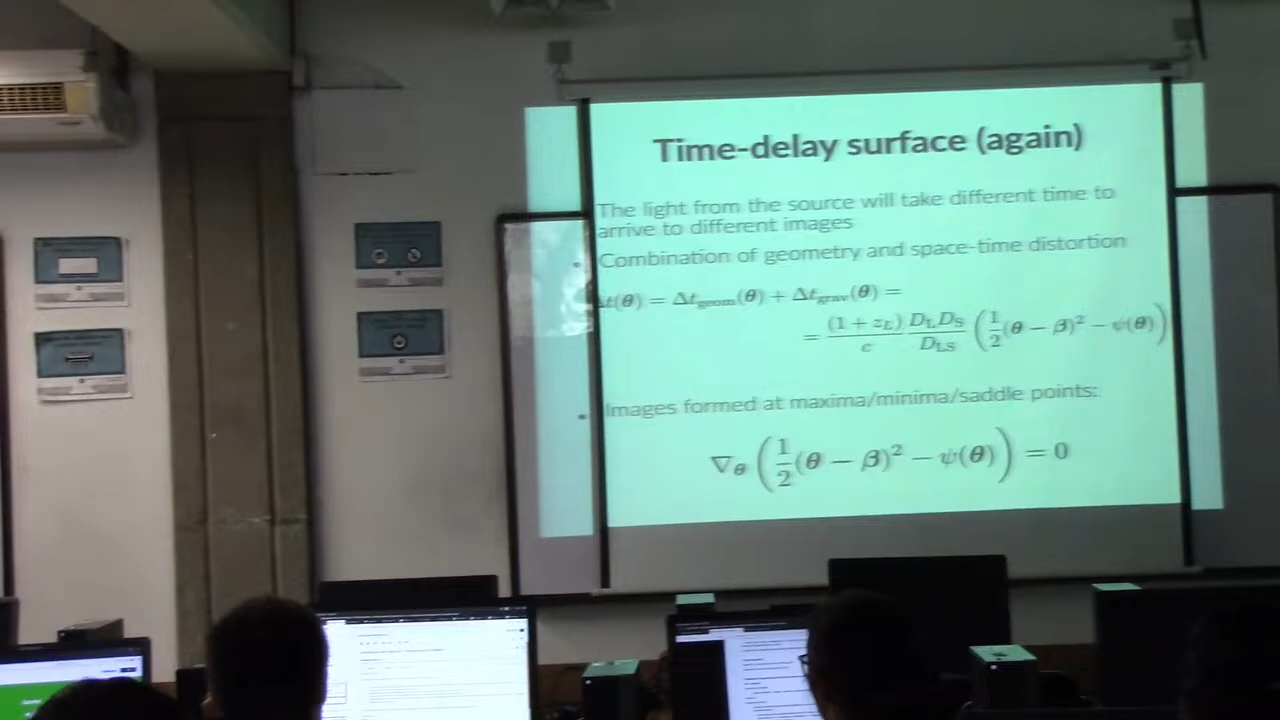 Time-delay surface (again)
The light from the source will take different time to
arrive to different images
• Combination of geometry and space-time distortion
t(θ) = Δt_geom(θ) + Δt_grav(θ) =
= (1 + z_L)/c D_L D_S/D_LS (1/2(θ − β)² − ψ(θ))
• Images formed at maxima/minima/saddle points:
∇_θ (1/2(θ − β)² − ψ(θ)) = 0